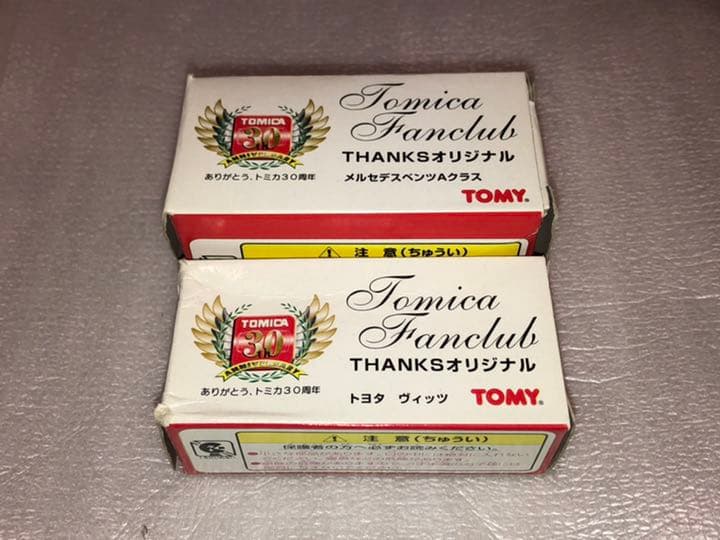 TOMICA
30
ANNIVERSARY
ありがとう、トミカ30周年
Tomica
Fanclub
THANKSオリジナル
メルセデスベンツAクラス
TOMY
注 意(ちゅうい)
TOMICA
30
ANNIVERSARY
ありがとう、トミカ30周年
Tomica
Fanclub
THANKSオリジナル
トヨタ ヴィッツ
TOMY
注 意(ちゅうい)
保護者の方へ必ずお読みください。